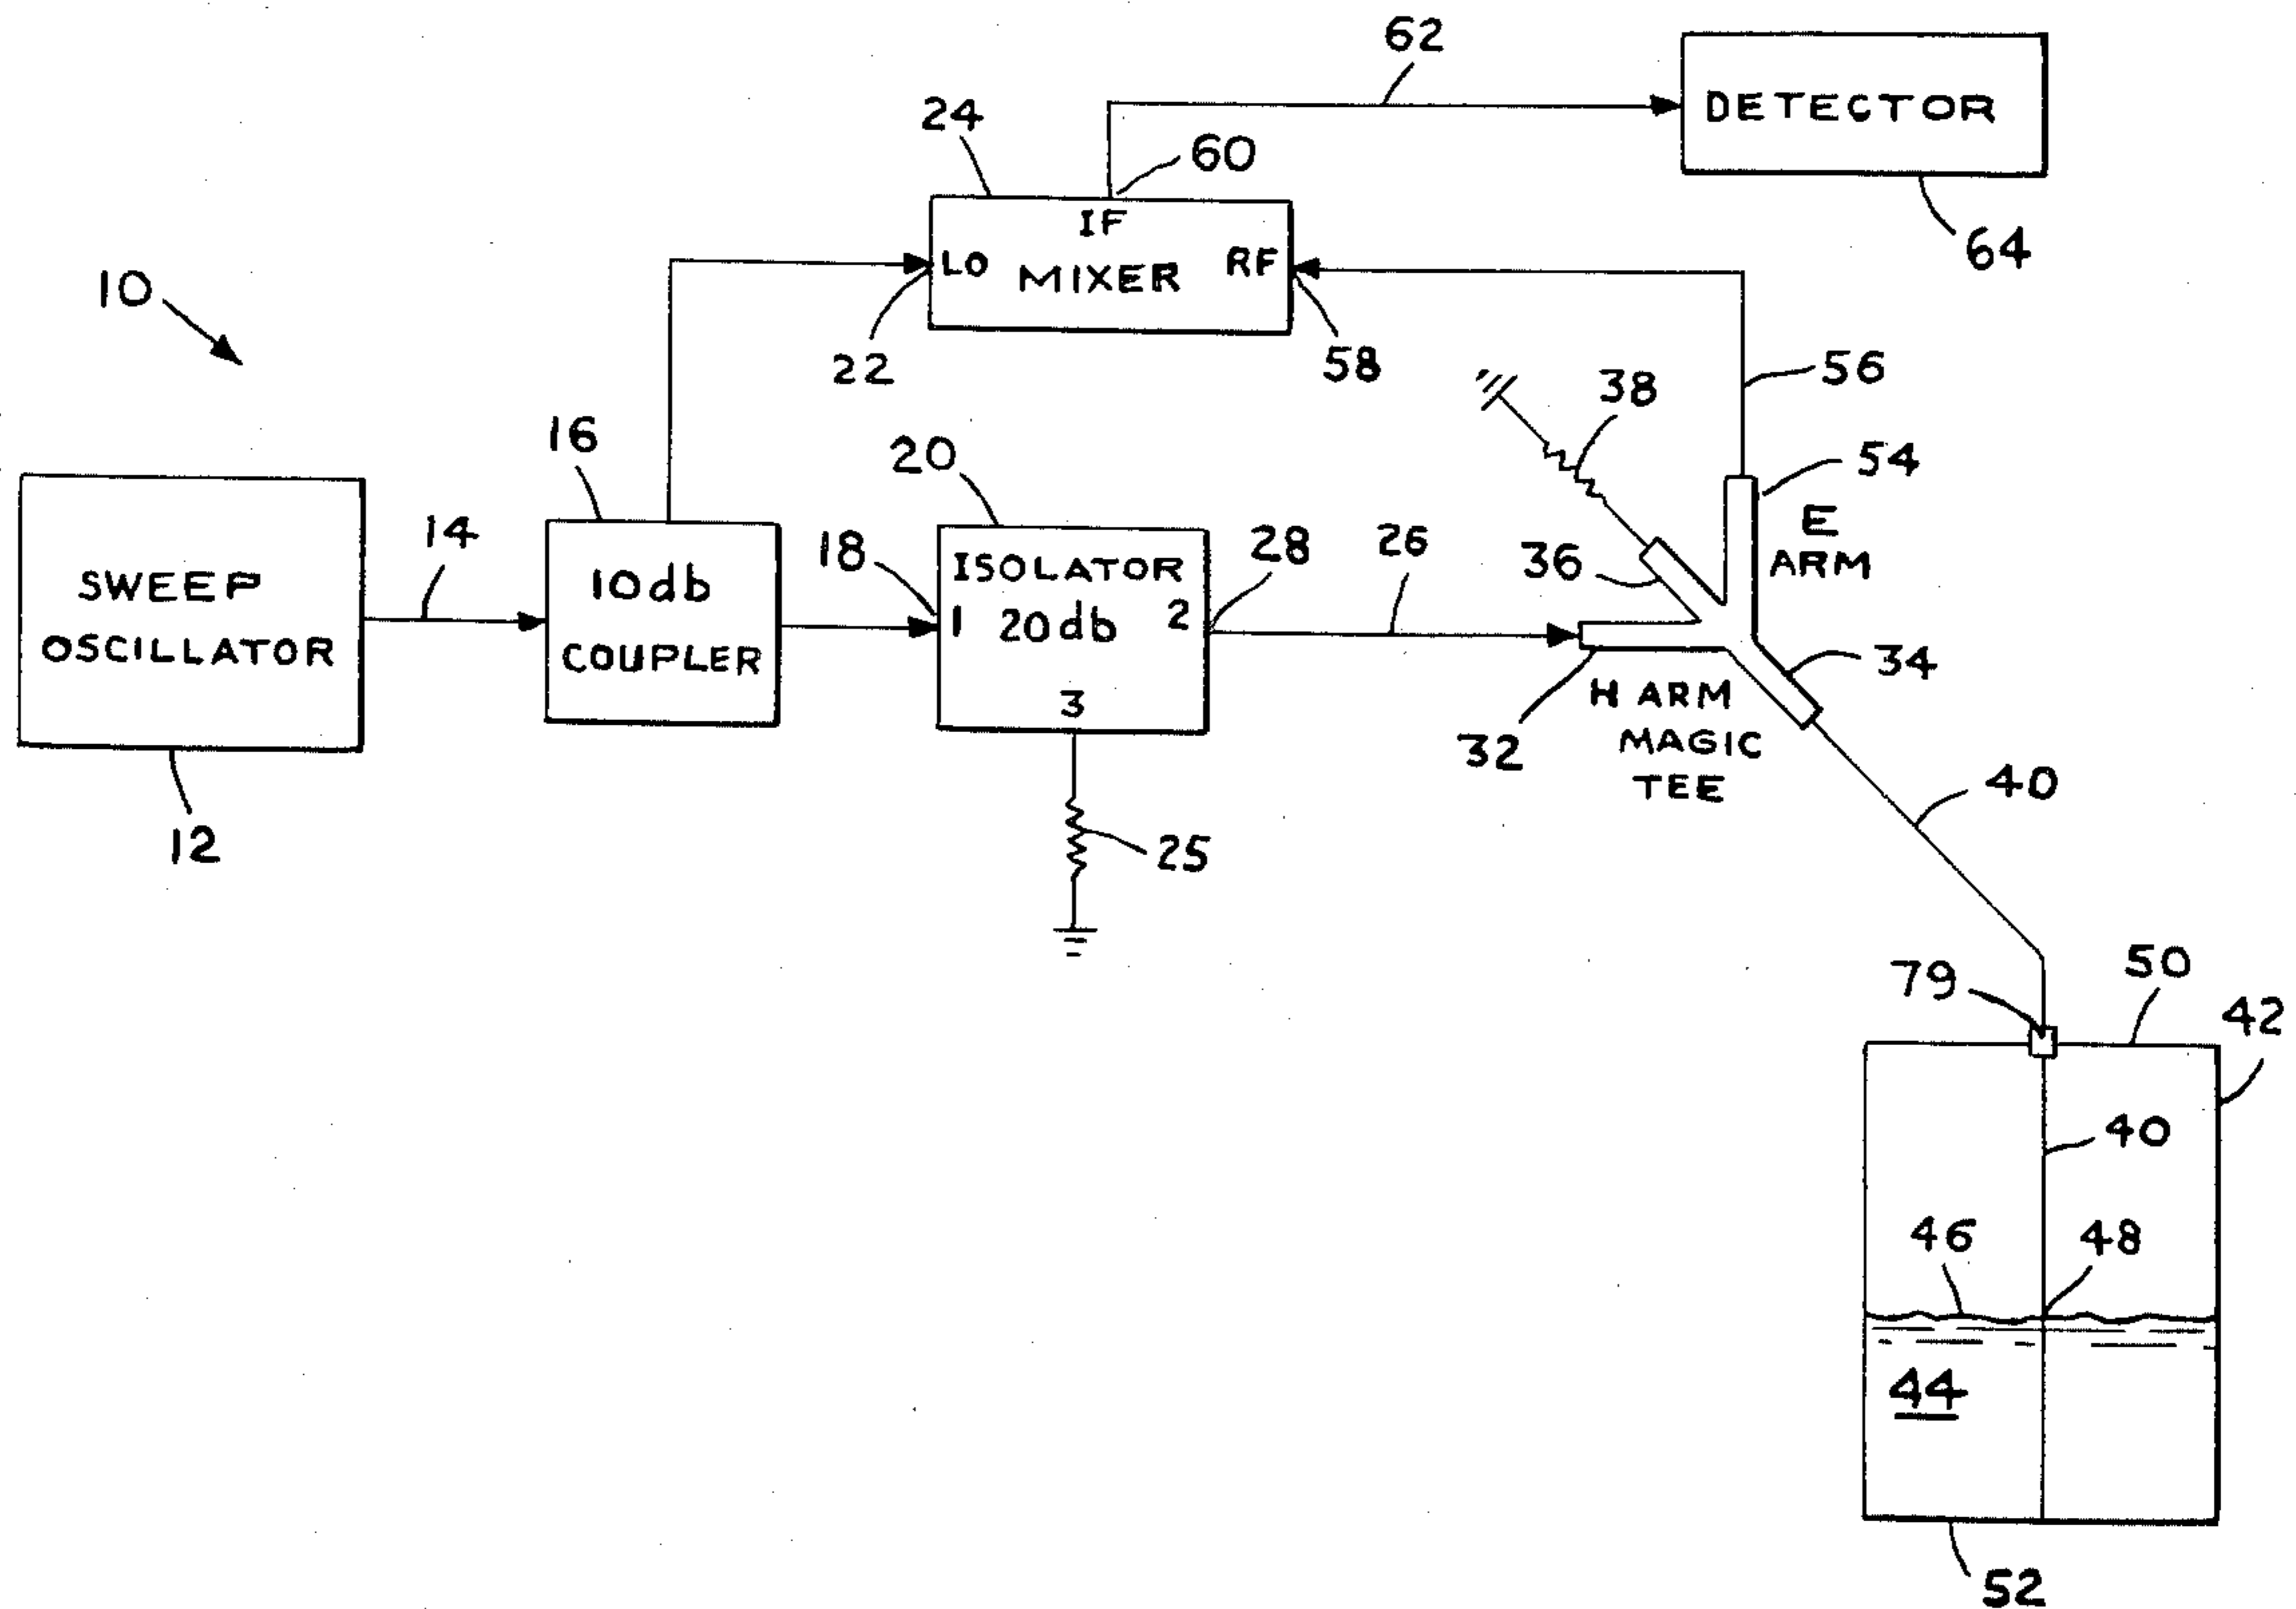 62
DETECTOR
64
24
60
IF
LO
MIXER
RF
22
58
10
38
56
16
20
54
E
ARM
14
18
28
26
36
34
SWEEP
OSCILLATOR
12
10db
COUPLER
ISOLATOR
1 20db 2
3
25
32
H ARM
MAGIC
TEE
40
79
50
42
40
46
48
44
52